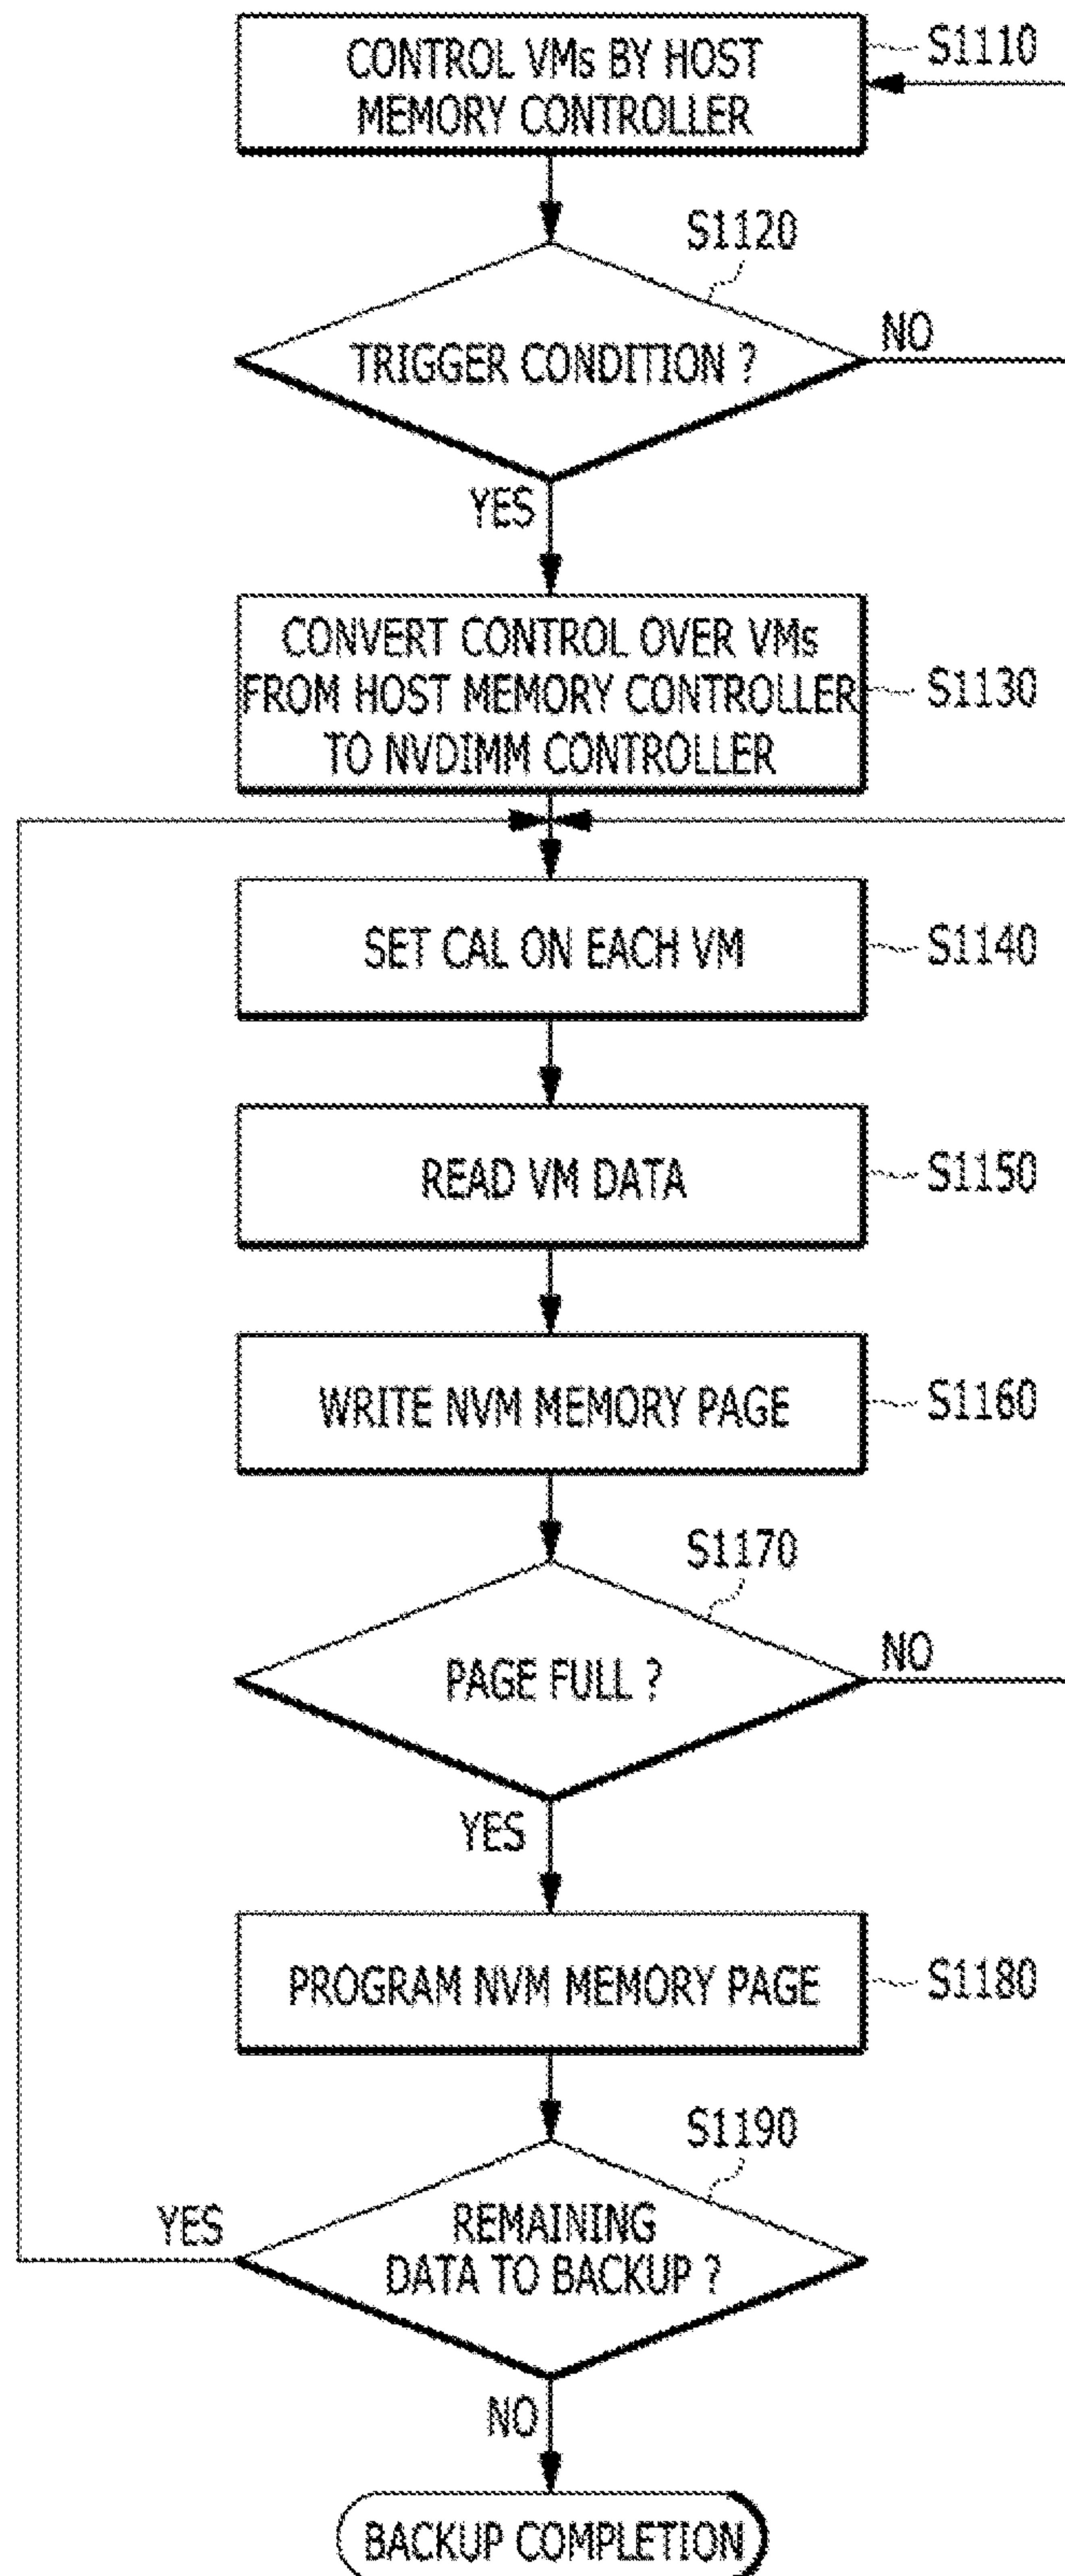 CONTROL VMs BY HOST
MEMORY CONTROLLER
S1110
S1120
TRIGGER CONDITION ?
NO
YES
CONVERT CONTROL OVER VMs
FROM HOST MEMORY CONTROLLER
TO NVDIMM CONTROLLER
S1130
SET CAL ON EACH VM
S1140
READ VM DATA
S1150
WRITE NVM MEMORY PAGE
S1160
S1170
PAGE FULL ?
NO
YES
PROGRAM NVM MEMORY PAGE
S1180
S1190
REMAINING
DATA TO BACKUP ?
YES
NO
BACKUP COMPLETION